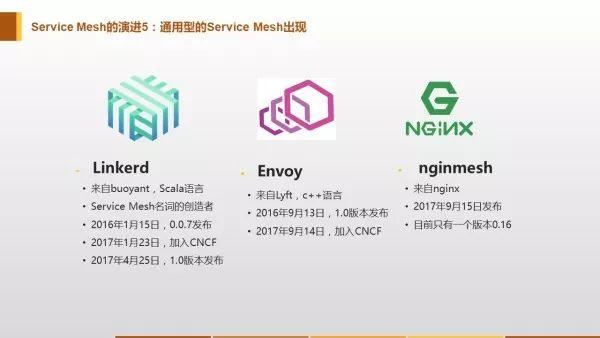 Service Mesh的演进5：通用型的Service Mesh出现
NGINX
Linkerd
• 来自buoyant，Scala语言
• Service Mesh名词的创造者
• 2016年1月15日，0.0.7发布
• 2017年1月23日，加入CNCF
• 2017年4月25日，1.0版本发布
Envoy
• 来自Lyft，c++语言
• 2016年9月13日，1.0版本发布
• 2017年9月14日，加入CNCF
nginmesh
• 来自nginx
• 2017年9月15日发布
• 目前只有一个版本0.16